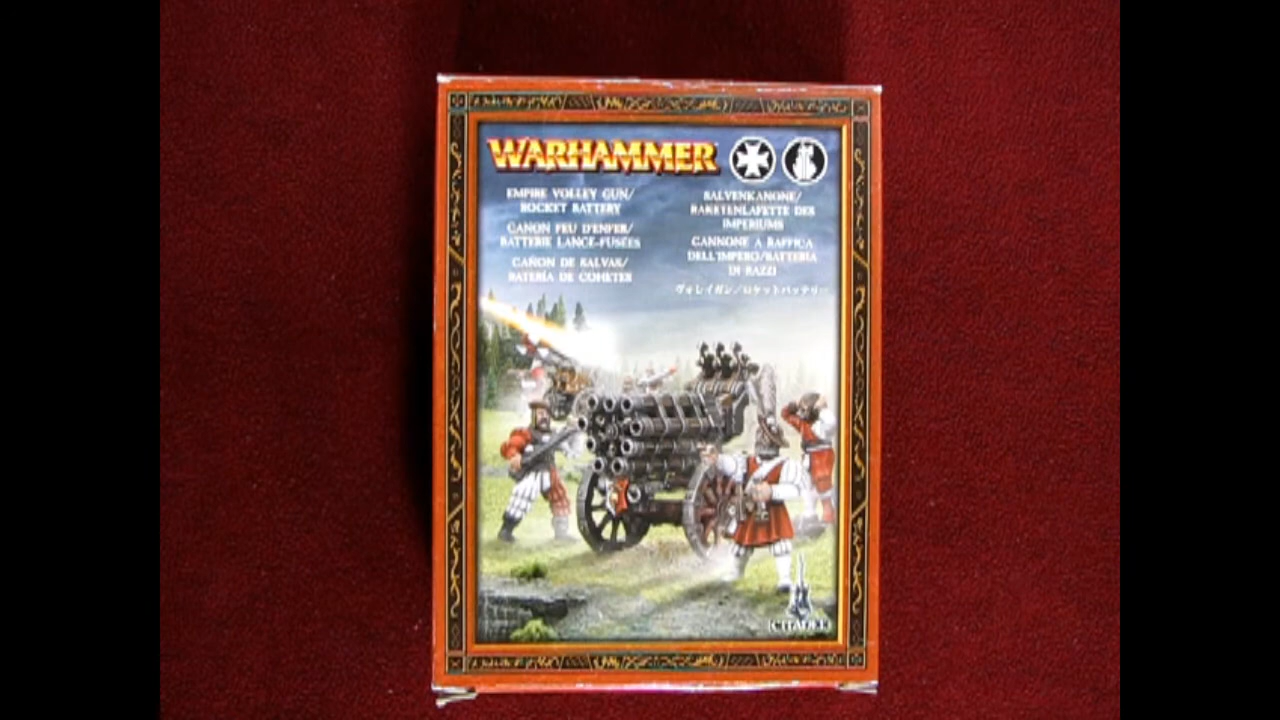 WARHAMMER
EMPIRE VOLLEY GUN/
ROCKET BATTERY
CANON FEU D'ENFER/
BATTERIE LANCE-FUSÉES
CAÑON DE SALVAS/
BATERÍA DE COHETES
SALVENKANONE/
RAKETENLAFETTE DES
IMPERIUMS
CANNONE A RAFFICA
DELL'IMPERO/BATTERIA
DI RAZZI
ヴォレイガン/ロケットバッテリー
CITADEL